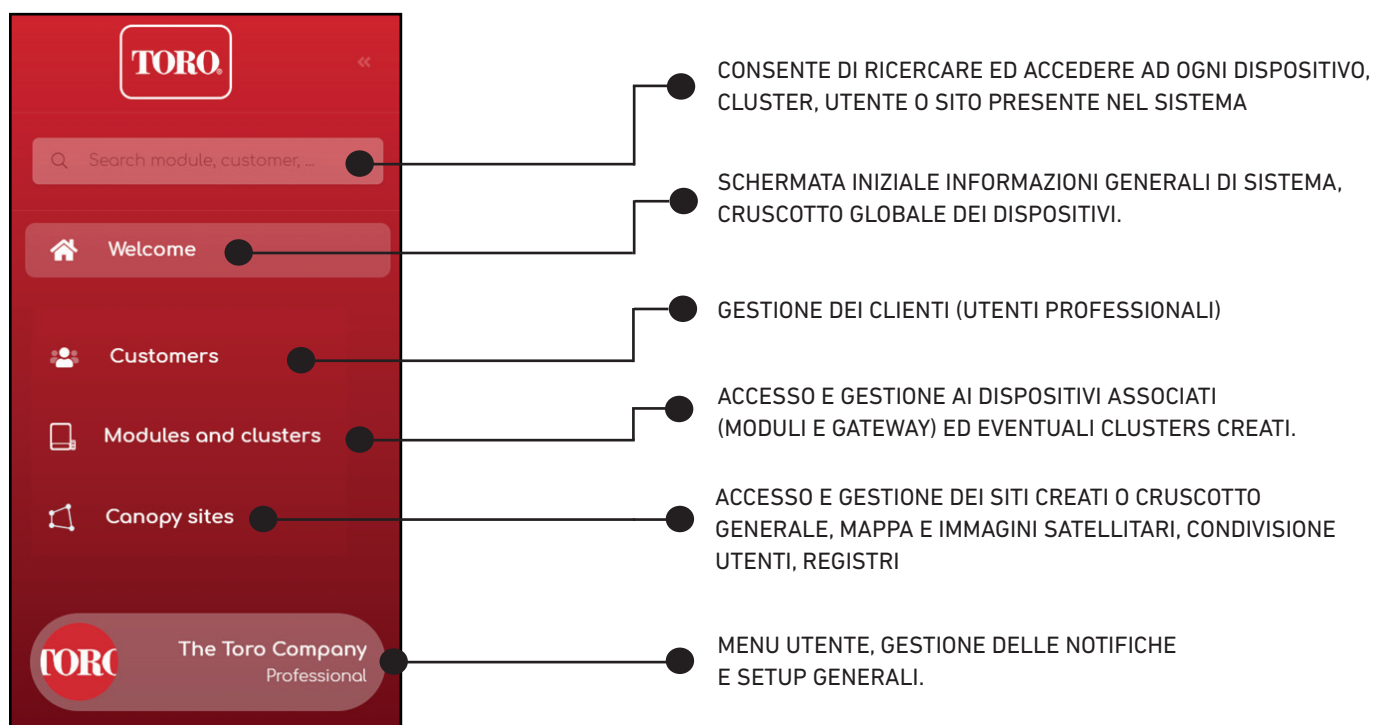 TORO.
«
Search module, customer, ...
Welcome
Customers
Modules and clusters
Canopy sites
TORO
The Toro Company
Professional
CONSENTE DI RICERCARE ED ACCEDERE AD OGNI DISPOSITIVO,
CLUSTER, UTENTE O SITO PRESENTE NEL SISTEMA
SCHERMATA INIZIALE INFORMAZIONI GENERALI DI SISTEMA,
CRUSCOTTO GLOBALE DEI DISPOSITIVI.
GESTIONE DEI CLIENTI (UTENTI PROFESSIONALI)
ACCESSO E GESTIONE AI DISPOSITIVI ASSOCIATI
(MODULI E GATEWAY) ED EVENTUALI CLUSTERS CREATI.
ACCESSO E GESTIONE DEI SITI CREATI O CRUSCOTTO
GENERALE, MAPPA E IMMAGINI SATELLITARI, CONDIVISIONE
UTENTI, REGISTRI
MENU UTENTE, GESTIONE DELLE NOTIFICHE
E SETUP GENERALI.